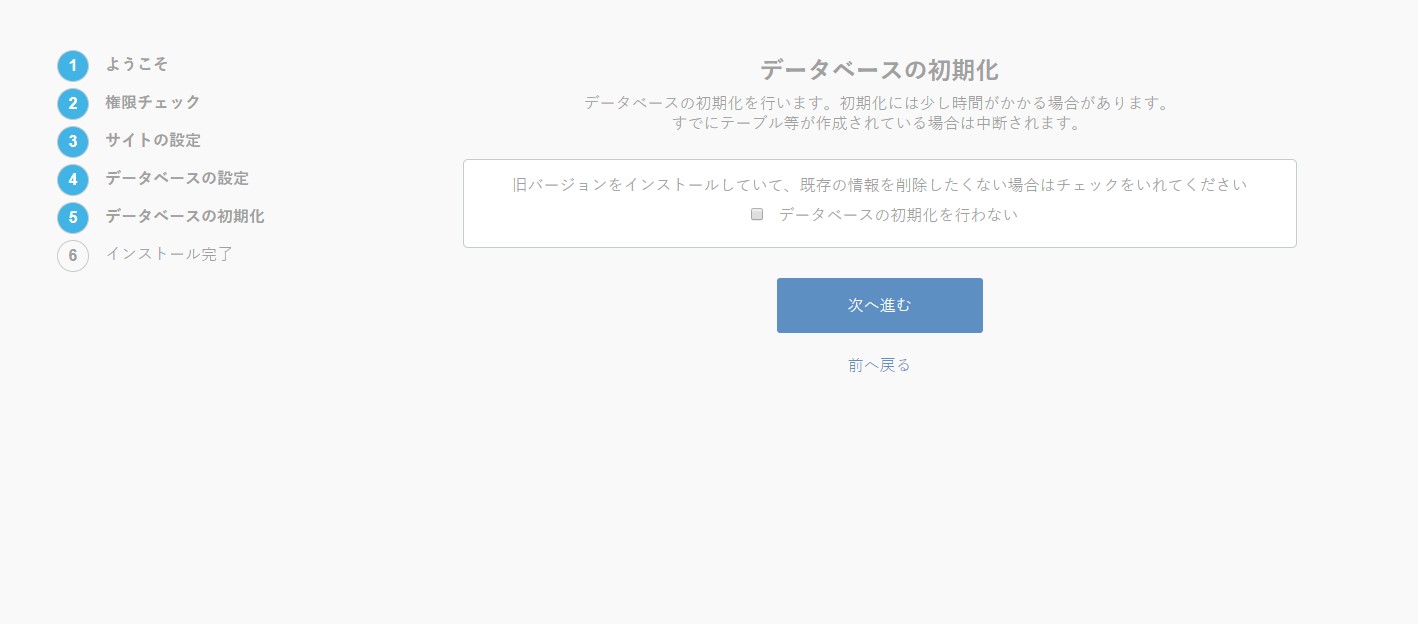 1 ようこそ
2 権限チェック
3 サイトの設定
4 データベースの設定
5 データベースの初期化
6 インストール完了
データベースの初期化
データベースの初期化を行います。初期化には少し時間がかかる場合があります。
すでにテーブル等が作成されている場合は中断されます。
旧バージョンをインストールしていて、既存の情報を削除したくない場合はチェックをいれてください
データベースの初期化を行わない
次へ進む
前へ戻る